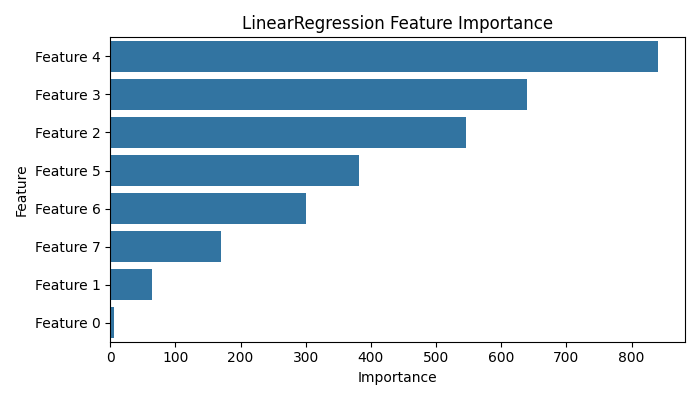 LinearRegression Feature Importance
Feature 4
Feature 3
Feature 2
Feature 5
Feature 6
Feature 7
Feature 1
Feature 0
Feature
0 100 200 300 400 500 600 700 800
Importance